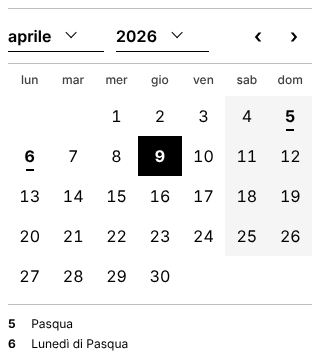 aprile 2026 ‹ ›
lun mar mer gio ven sab dom
1 2 3 4 5
6 7 8 9 10 11 12
13 14 15 16 17 18 19
20 21 22 23 24 25 26
27 28 29 30
5 Pasqua
6 Lunedì di Pasqua